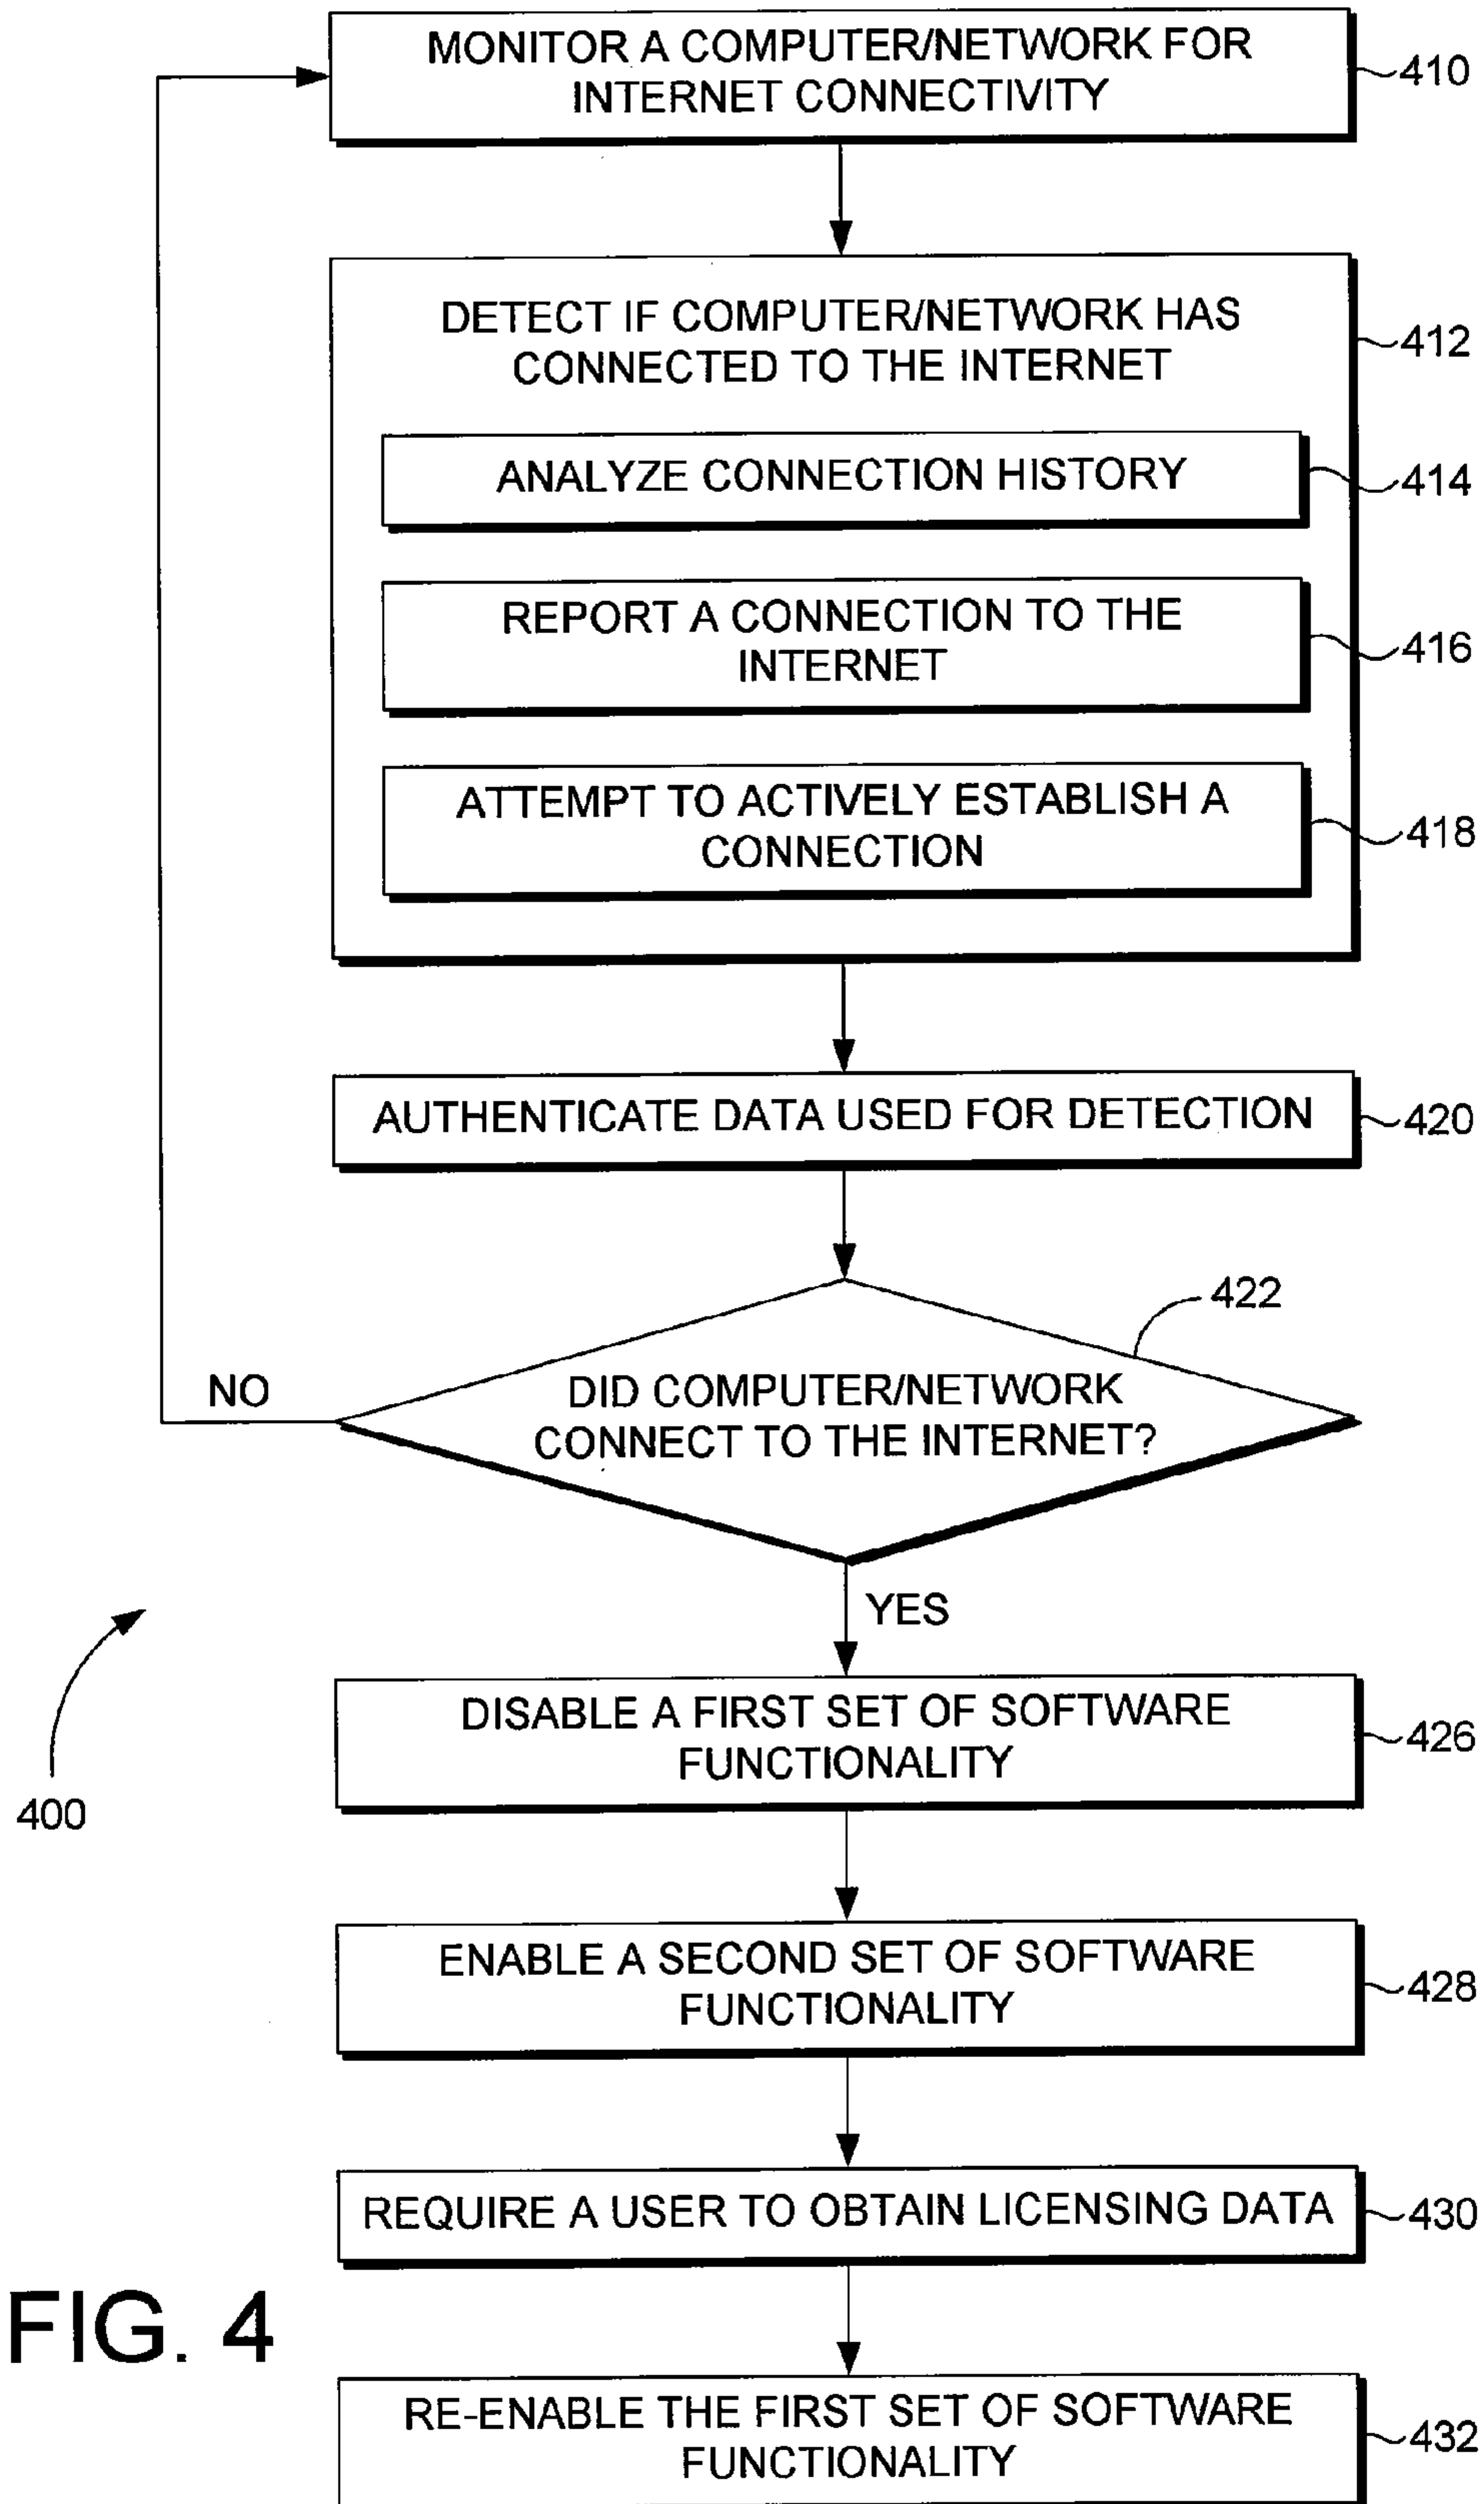 MONITOR A COMPUTER/NETWORK FOR
INTERNET CONNECTIVITY
410
DETECT IF COMPUTER/NETWORK HAS
CONNECTED TO THE INTERNET
412
ANALYZE CONNECTION HISTORY
414
REPORT A CONNECTION TO THE
INTERNET
416
ATTEMPT TO ACTIVELY ESTABLISH A
CONNECTION
418
AUTHENTICATE DATA USED FOR DETECTION
420
422
NO
DID COMPUTER/NETWORK
CONNECT TO THE INTERNET?
YES
DISABLE A FIRST SET OF SOFTWARE
FUNCTIONALITY
426
400
ENABLE A SECOND SET OF SOFTWARE
FUNCTIONALITY
428
REQUIRE A USER TO OBTAIN LICENSING DATA
430
FIG. 4
RE-ENABLE THE FIRST SET OF SOFTWARE
FUNCTIONALITY
432